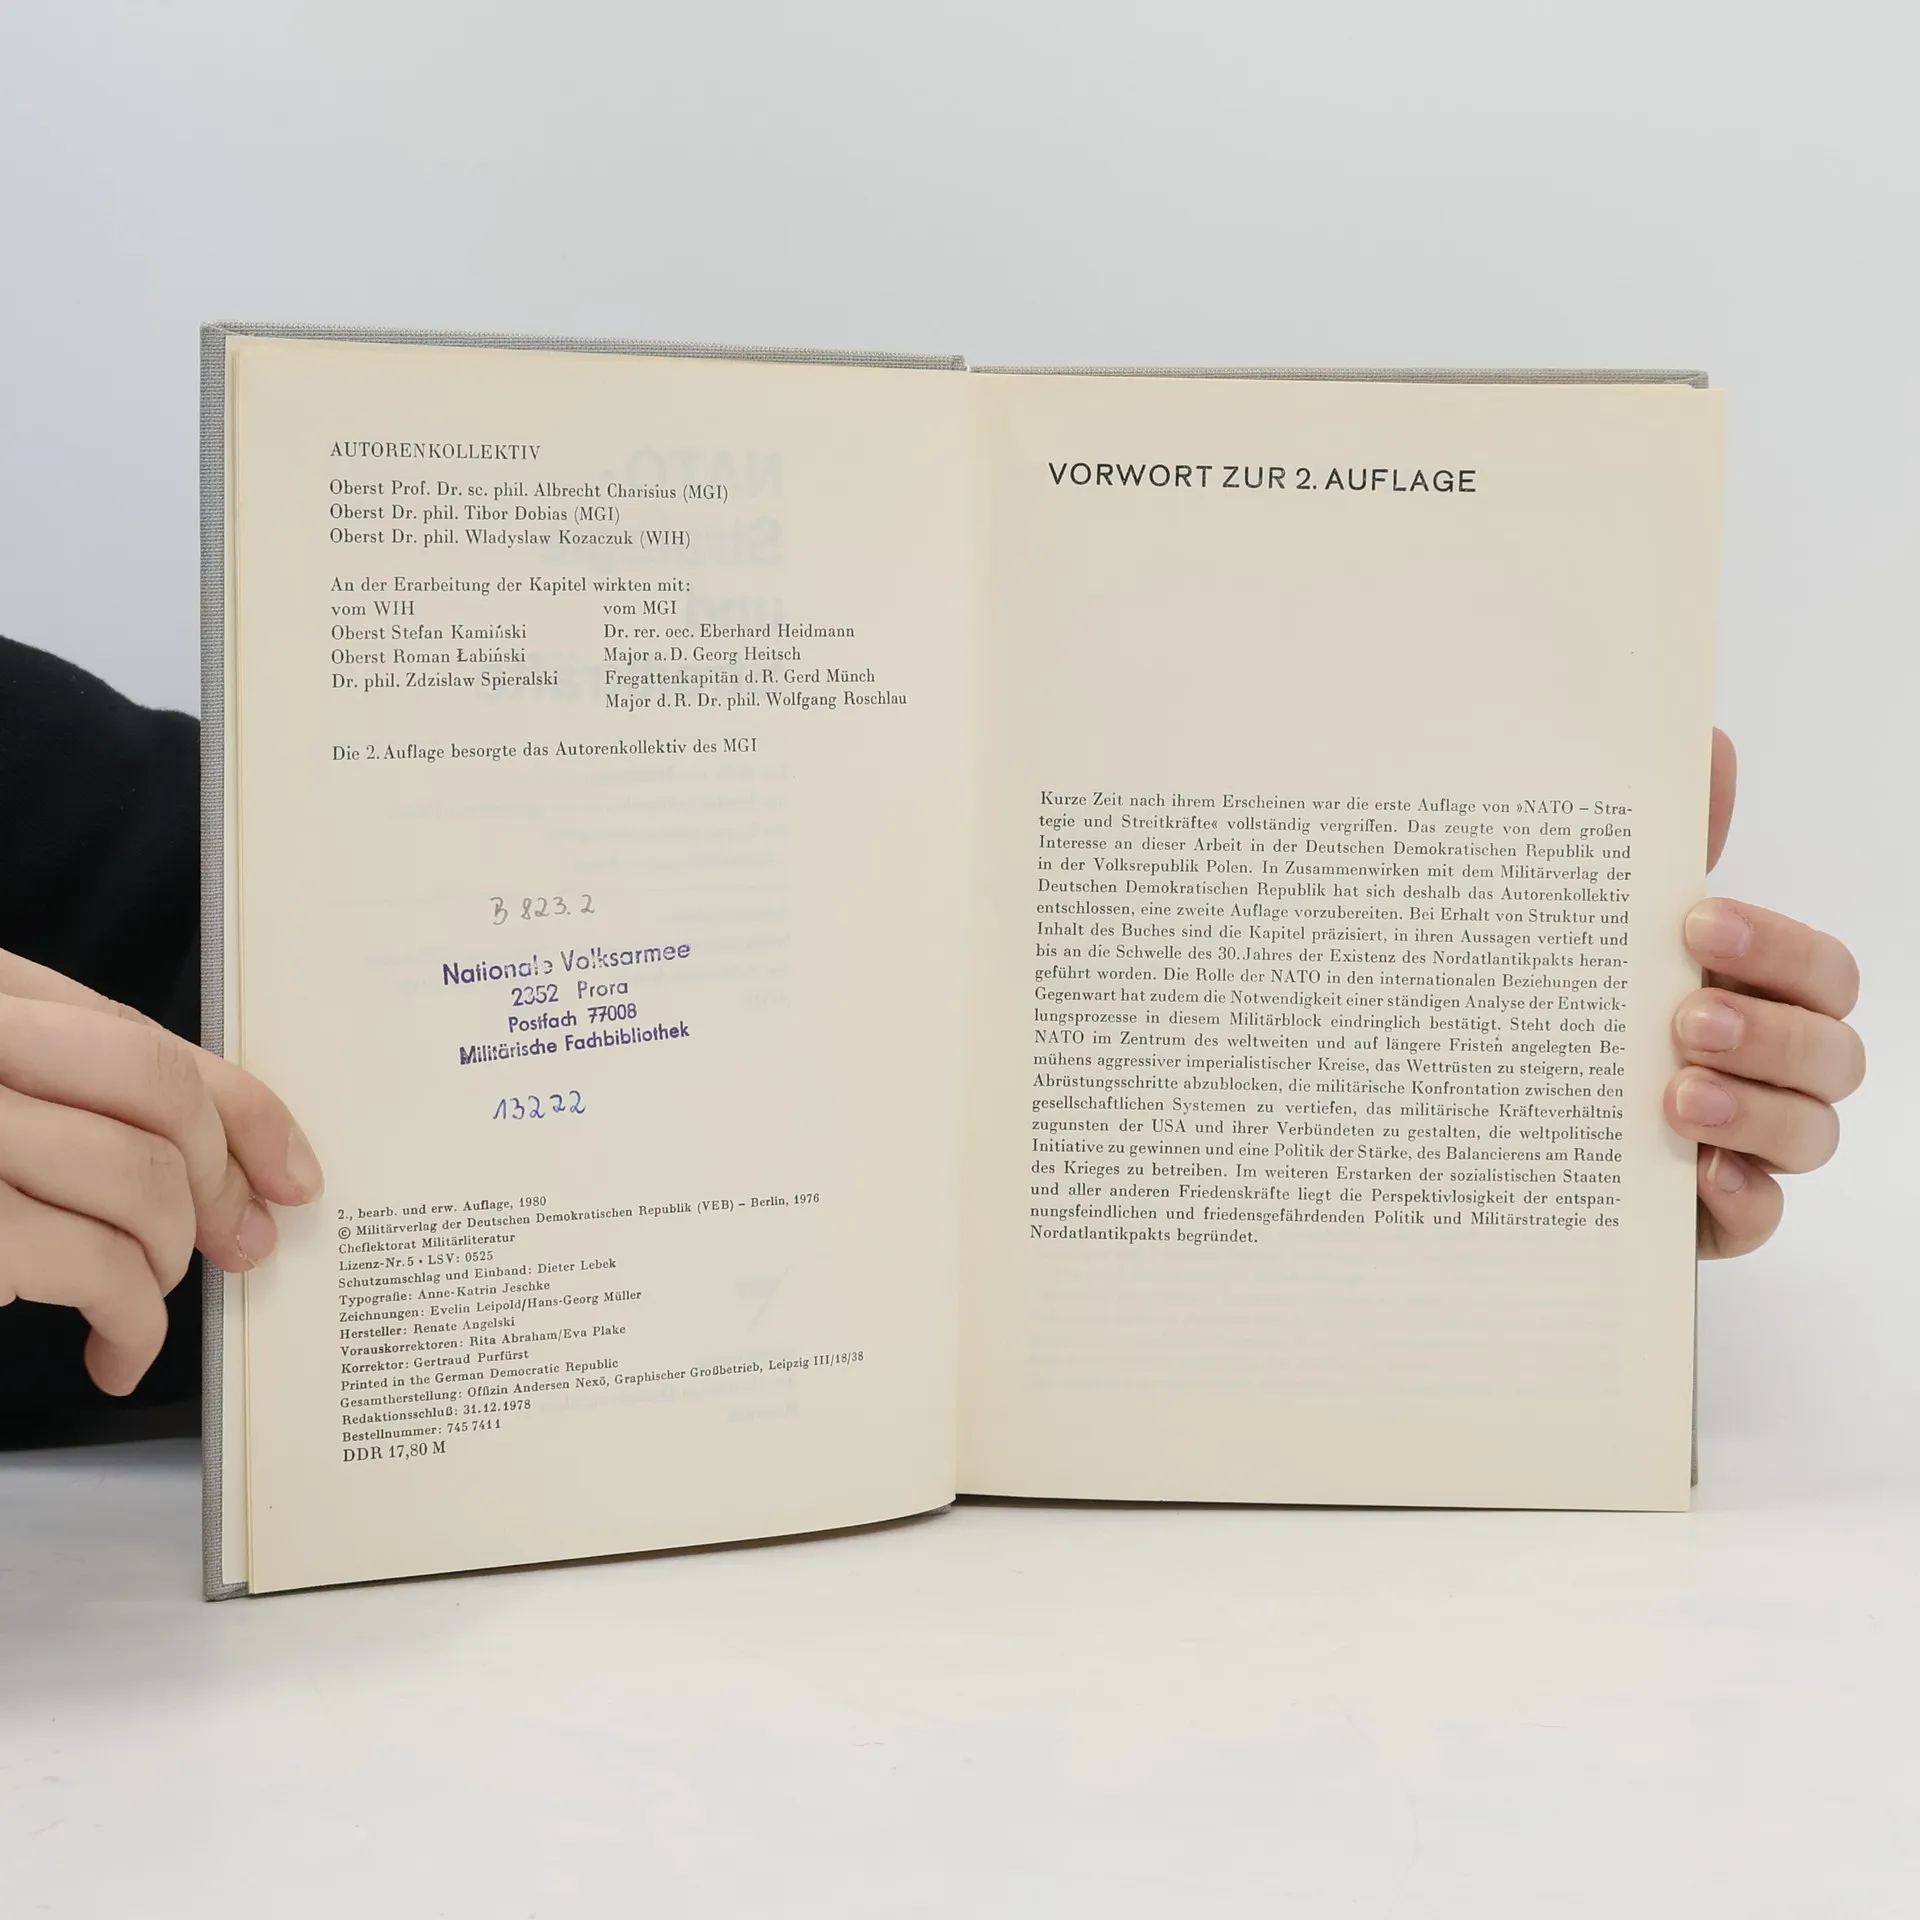 AUTORENKOLLEKTIV
Oberst Prof. Dr. sc. phil. Albrecht Charisius (MGI)
Oberst Dr. phil. Tibor Dobias (MGI)
Oberst Dr. phil. Wladyslaw Kozaczuk (WIH)
An der Erarbeitung der Kapitel wirkten mit:
vom WIH
Oberst Stefan Kamiński
Oberst Roman Łabiński
Dr. phil. Zdzislaw Spieralski
vom MGI
Dr. rer. oec. Eberhard Heidmann
Major a. D. Georg Heitsch
Fregattenkapitän d. R. Gerd Münch
Major d. R. Dr. phil. Wolfgang Roschlau
Die 2. Auflage besorgte das Autorenkollektiv des MGI
B 823.2
Nationale Volksarmee
2352 Prora
Postfach 77008
Militärische Fachbibliothek
13222
2., bearb. und erw. Auflage, 1980
© Militärverlag der Deutschen Demokratischen Republik (VEB) – Berlin, 1976
Cheflektorat Militärliteratur
Lizenz-Nr. 5 • LSV: 0525
Schutzumschlag und Einband: Dieter Lebek
Typografie: Anne-Katrin Jeschke
Zeichnungen: Evelin Leipold/Hans-Georg Müller
Hersteller: Renate Angelski
Vorauskorrektoren: Rita Abraham/Eva Plake
Korrektor: Gertraud Purfürst
Printed in the German Democratic Republic
Gesamtherstellung: Offizin Andersen Nexö, Graphischer Großbetrieb, Leipzig III/18/38
Redaktionsschluß: 31.12.1978
Bestellnummer: 745 741 1
DDR 17,80 M
VORWORT ZUR 2. AUFLAGE
Kurze Zeit nach ihrem Erscheinen war die erste Auflage von »NATO – Stra-
tegie und Streitkräfte« vollständig vergriffen. Das zeugte von dem großen
Interesse an dieser Arbeit in der Deutschen Demokratischen Republik und
in der Volksrepublik Polen. In Zusammenwirken mit dem Militärverlag der
Deutschen Demokratischen Republik hat sich deshalb das Autorenkollektiv
entschlossen, eine zweite Auflage vorzubereiten. Bei Erhalt von Struktur und
Inhalt des Buches sind die Kapitel präzisiert, in ihren Aussagen vertieft und
bis an die Schwelle des 30. Jahres der Existenz des Nordatlantikpakts heran-
geführt worden. Die Rolle der NATO in den internationalen Beziehungen der
Gegenwart hat zudem die Notwendigkeit einer ständigen Analyse der Entwick-
lungsprozesse in diesem Militärblock eindringlich bestätigt. Steht doch die
NATO im Zentrum des weltweiten und auf längere Fristen angelegten Be-
mühens aggressiver imperialistischer Kreise, das Wettrüsten zu steigern, reale
Abrüstungsschritte abzublocken, die militärische Konfrontation zwischen den
gesellschaftlichen Systemen zu vertiefen, das militärische Kräfteverhältnis
zugunsten der USA und ihrer Verbündeten zu gestalten, die weltpolitische
Initiative zu gewinnen und eine Politik der Stärke, des Balancierens am Rande
des Krieges zu betreiben. Im weiteren Erstarken der sozialistischen Staaten
und aller anderen Friedenskräfte liegt die Perspektivlosigkeit der entspan-
nungsfeindlichen und friedensgefährdenden Politik und Militärstrategie des
Nordatlantikpakts begründet.